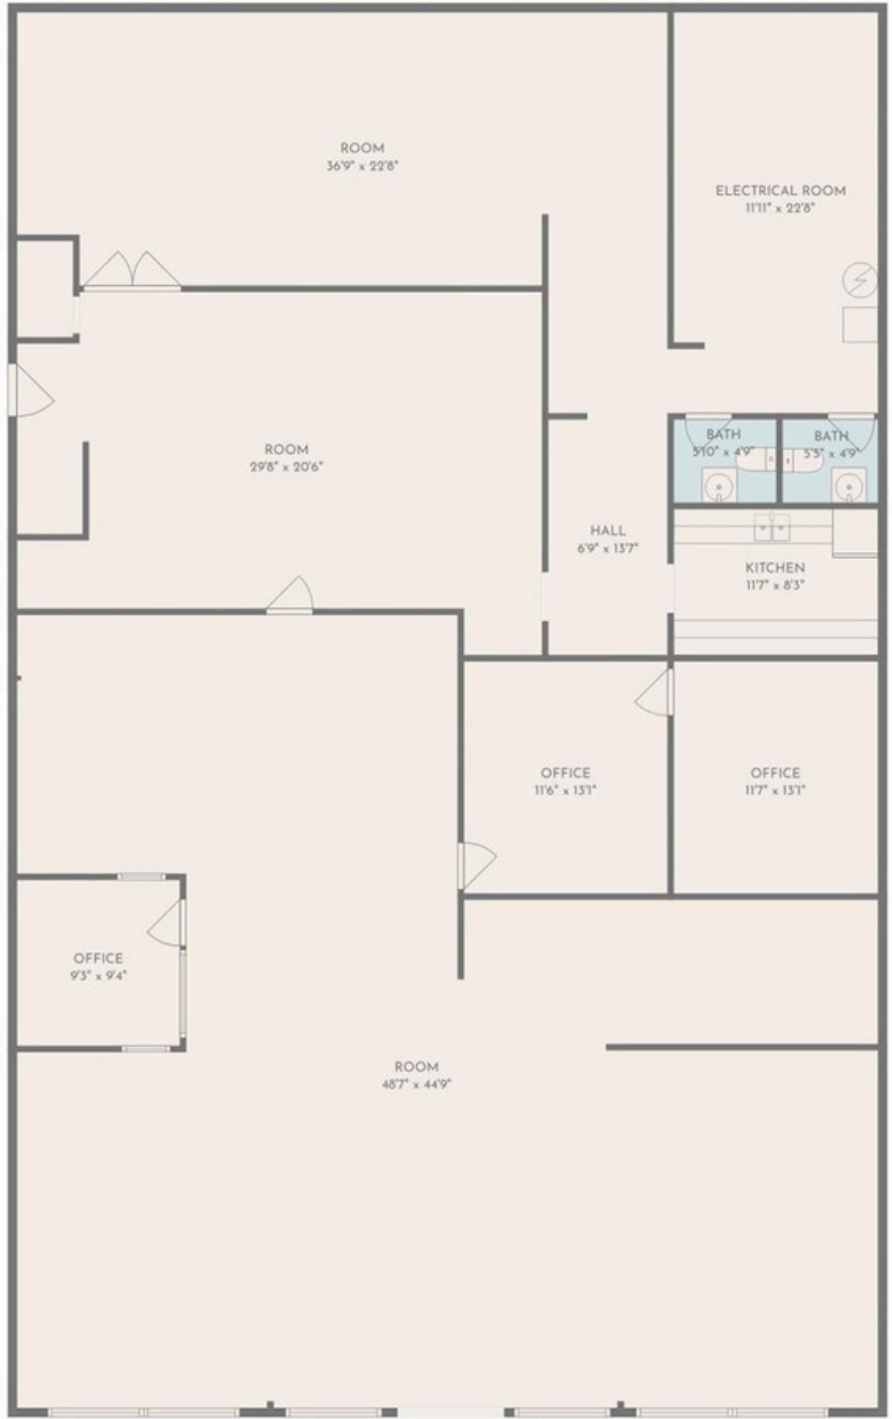 ROOM
36'9" x 22'8"
ELECTRICAL ROOM
11'11" x 22'8"
BATH
5'10" x 4'9"
BATH
5'5" x 4'9"
ROOM
29'8" x 20'6"
HALL
6'9" x 13'7"
KITCHEN
11'7" x 8'3"
OFFICE
11'6" x 13'1"
OFFICE
11'7" x 13'1"
OFFICE
9'3" x 9'4"
ROOM
48'7" x 44'9"